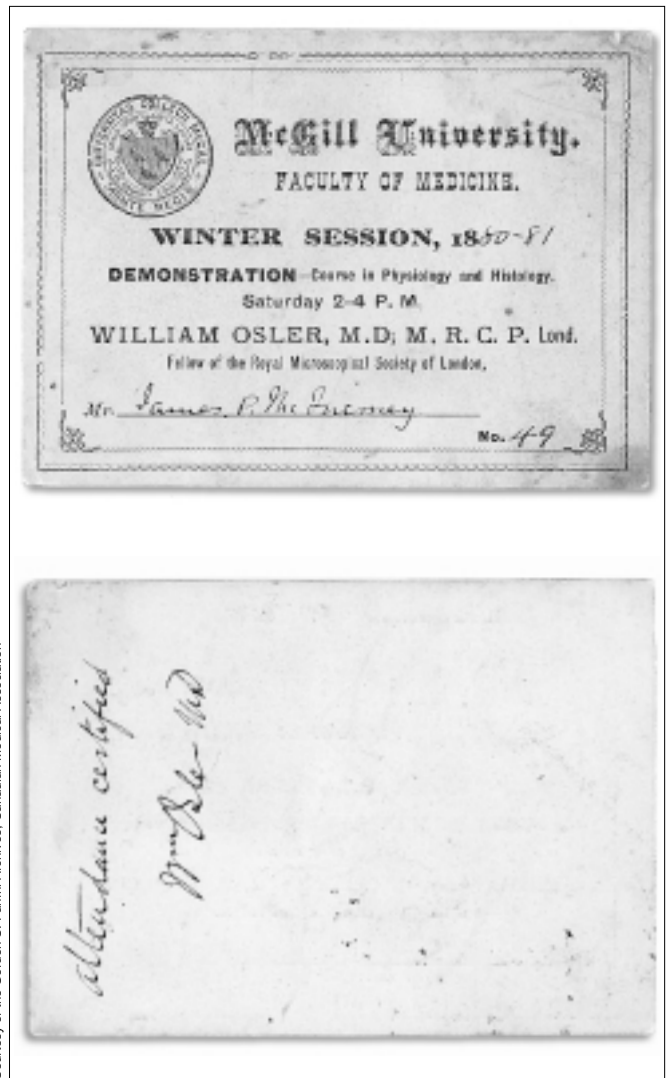 McGill University.
FACULTY OF MEDICINE.
WINTER SESSION, 1880-81
DEMONSTRATION—Course in Physiology and Histology.
Saturday 2-4 P. M.
WILLIAM OSLER, M.D; M. R. C. P. Lond.
Fellow of the Royal Microscopical Society of London,
Mr. James P.
No. 49
attendance certified
Wm Osler MD